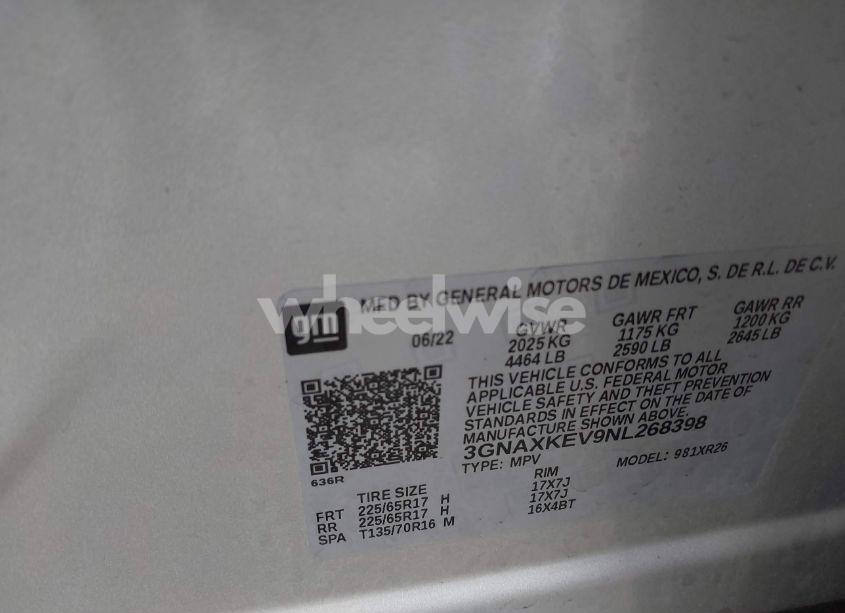 MFD BY GENERAL MOTORS DE MEXICO, S. DE R.L. DE C.V.
gm
wheelwise
06/22
GVWR GAWR FRT GAWR RR
2025 KG 1175 KG 1200 KG
4464 LB 2590 LB 2645 LB
THIS VEHICLE CONFORMS TO ALL
APPLICABLE U.S. FEDERAL MOTOR
VEHICLE SAFETY AND THEFT PREVENTION
STANDARDS IN EFFECT ON THE DATE OF
MANUFACTURE SHOWN ABOVE.
3GNAXKEV9NL268398
TYPE: MPV MODEL: 981XR26
636R
TIRE SIZE RIM
FRT 225/65R17 H 17X7J
RR 225/65R17 H 17X7J
SPA T135/70R16 M 16X4BT